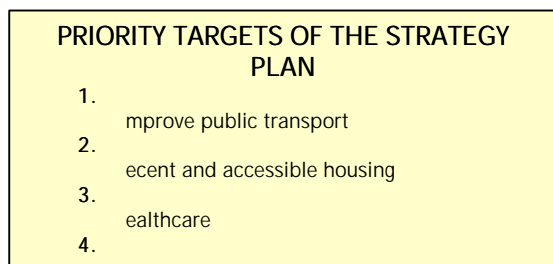 PRIORITY TARGETS OF THE STRATEGY
PLAN
1.
mprove public transport
2.
ecent and accessible housing
3.
ealthcare
4.